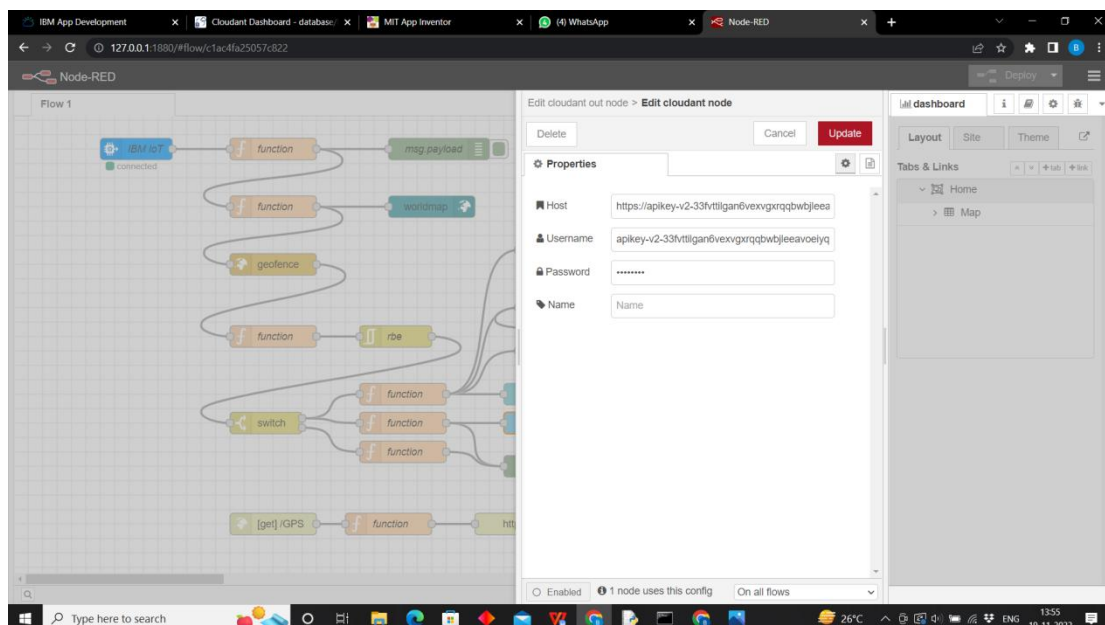 IBM App Development
Cloudant Dashboard - database/
MIT App Inventor
(4) WhatsApp
Node-RED
127.0.0.1:1880/#flow/c1ac4fa25057c822
B
Node-RED
Deploy
Flow 1
IBM IoT
connected
function
msg.payload
function
worldmap
geofence
function
rbe
function
switch
function
function
[get] /GPS
function
http
Edit cloudant out node > Edit cloudant node
Delete
Cancel
Update
Properties
Host
https://apikey-v2-33fvttilgan6vexvgxrqqbwbjleea
Username
apikey-v2-33fvttilgan6vexvgxrqqbwbjleeavoelyq
Password
••••••••
Name
Name
Enabled
1 node uses this config
On all flows
dashboard
i
Layout
Site
Theme
Tabs & Links
+tab
+link
Home
Map
Type here to search
26°C
ENG
13:55